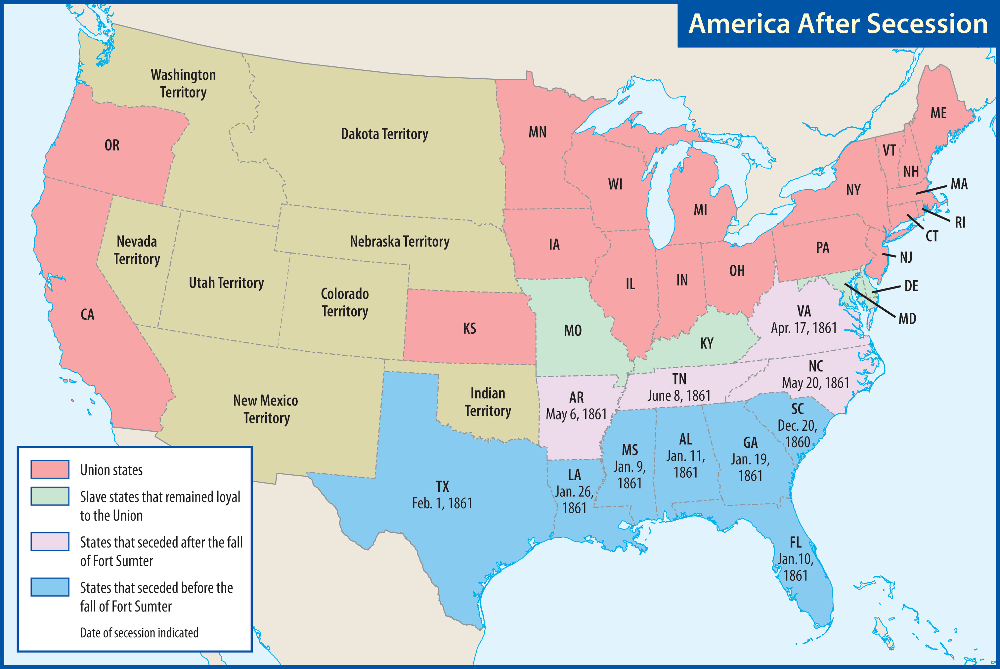 America After Secession
Washington
Territory
Dakota Territory
MN
ME
OR
VT
NH
WI
NY
MA
MI
RI
CT
Nevada
Territory
Nebraska Territory
IA
PA
NJ
Utah Territory
Colorado
Territory
IL
IN
OH
DE
CA
KS
MO
KY
VA
Apr. 17, 1861
MD
New Mexico
Territory
Indian
Territory
AR
May 6, 1861
TN
June 8, 1861
NC
May 20, 1861
SC
Dec. 20,
1860
MS
Jan. 9,
1861
AL
Jan. 11,
1861
GA
Jan. 19,
1861
TX
Feb. 1, 1861
LA
Jan. 26,
1861
FL
Jan.10,
1861
Union states
Slave states that remained loyal
to the Union
States that seceded after the fall
of Fort Sumter
States that seceded before the
fall of Fort Sumter
Date of secession indicated